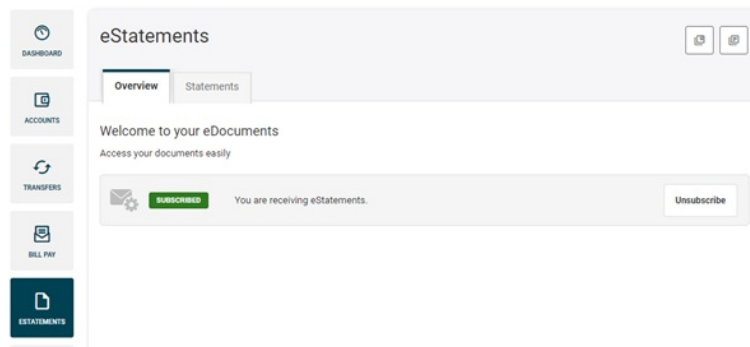 DASHBOARD
ACCOUNTS
TRANSFERS
BILL PAY
ESTATEMENTS
eStatements
Overview
Statements
Welcome to your eDocuments
Access your documents easily
SUBSCRIBED
You are receiving eStatements.
Unsubscribe